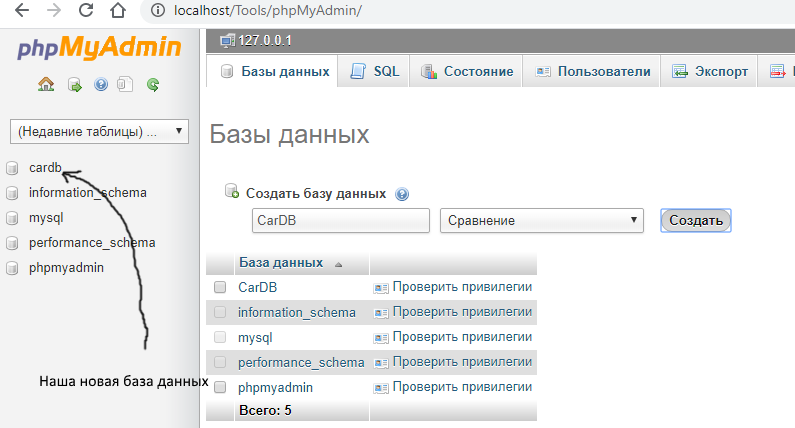 localhost/Tools/phpMyAdmin/
phpMyAdmin
127.0.0.1
Базы данных
SQL
Состояние
Пользователи
Экспорт
(Недавние таблицы) ...
cardb
information_schema
mysql
performance_schema
phpmyadmin
Наша новая база данных
Базы данных
Создать базу данных
CarDB
Сравнение
Создать
База данных
CarDB Проверить привилегии
information_schema Проверить привилегии
mysql Проверить привилегии
performance_schema Проверить привилегии
phpmyadmin Проверить привилегии
Всего: 5